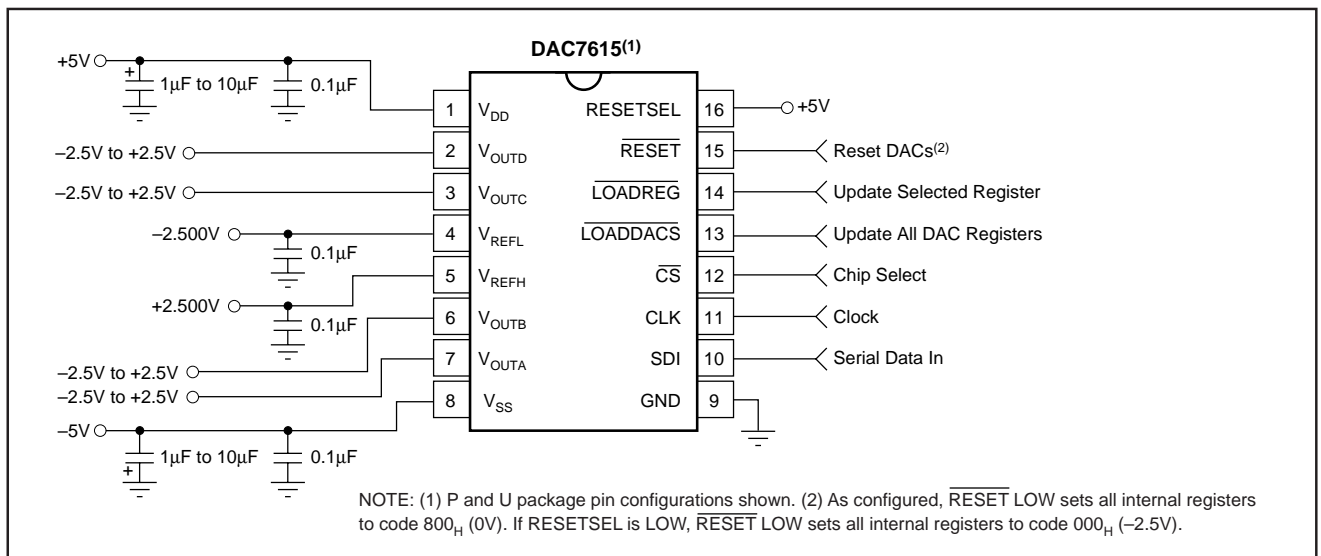 DAC7615(1)
+5V
+
1µF to 10µF
0.1µF
1
VDD
RESETSEL
16
+5V
–2.5V to +2.5V
2
VOUTD
RESET
15
Reset DACs(2)
–2.5V to +2.5V
3
VOUTC
LOADREG
14
Update Selected Register
–2.500V
0.1µF
4
VREFL
LOADDACS
13
Update All DAC Registers
+2.500V
0.1µF
5
VREFH
CS
12
Chip Select
–2.5V to +2.5V
6
VOUTB
CLK
11
Clock
–2.5V to +2.5V
7
VOUTA
SDI
10
Serial Data In
–5V
+
1µF to 10µF
0.1µF
8
VSS
GND
9
NOTE: (1) P and U package pin configurations shown. (2) As configured, RESET LOW sets all internal registers
to code 800H (0V). If RESETSEL is LOW, RESET LOW sets all internal registers to code 000H (–2.5V).